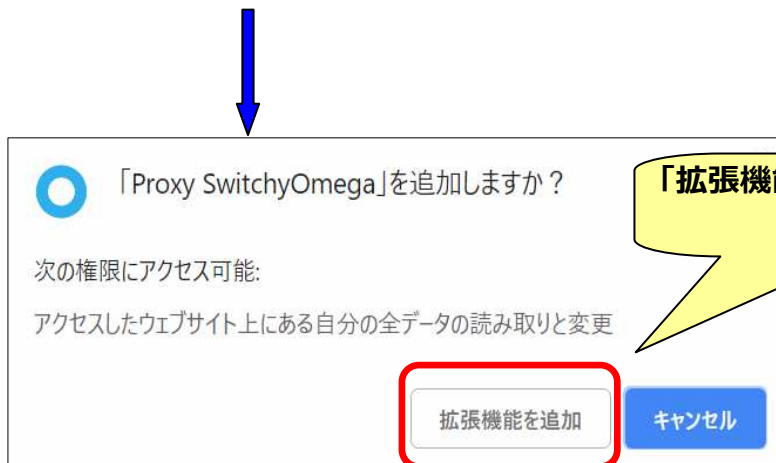 「Proxy SwitchyOmega」を追加しますか？
「拡張機
次の権限にアクセス可能:
アクセスしたウェブサイト上にある自分の全データの読み取りと変更
拡張機能を追加
キャンセル